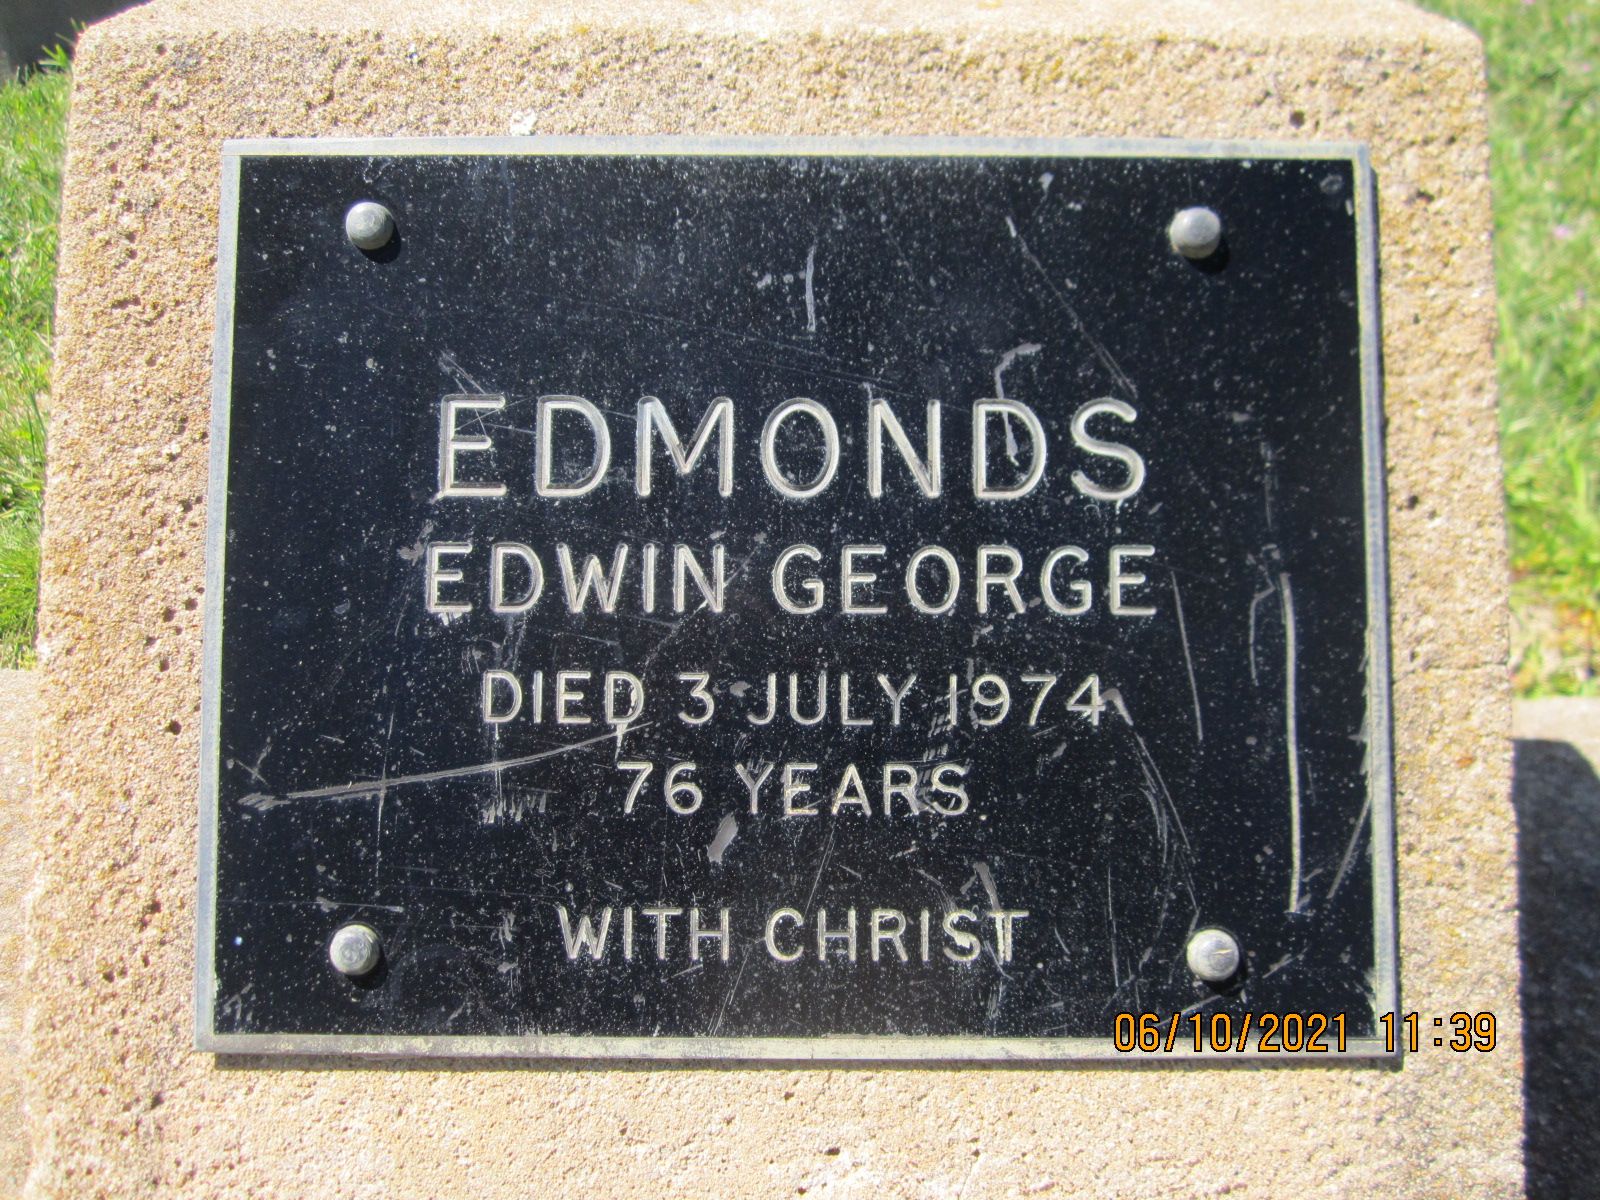 EDMONDS
EDWIN GEORGE
DIED 3 JULY 1974
76 YEARS
WITH CHRIST
06/10/2021 11:39